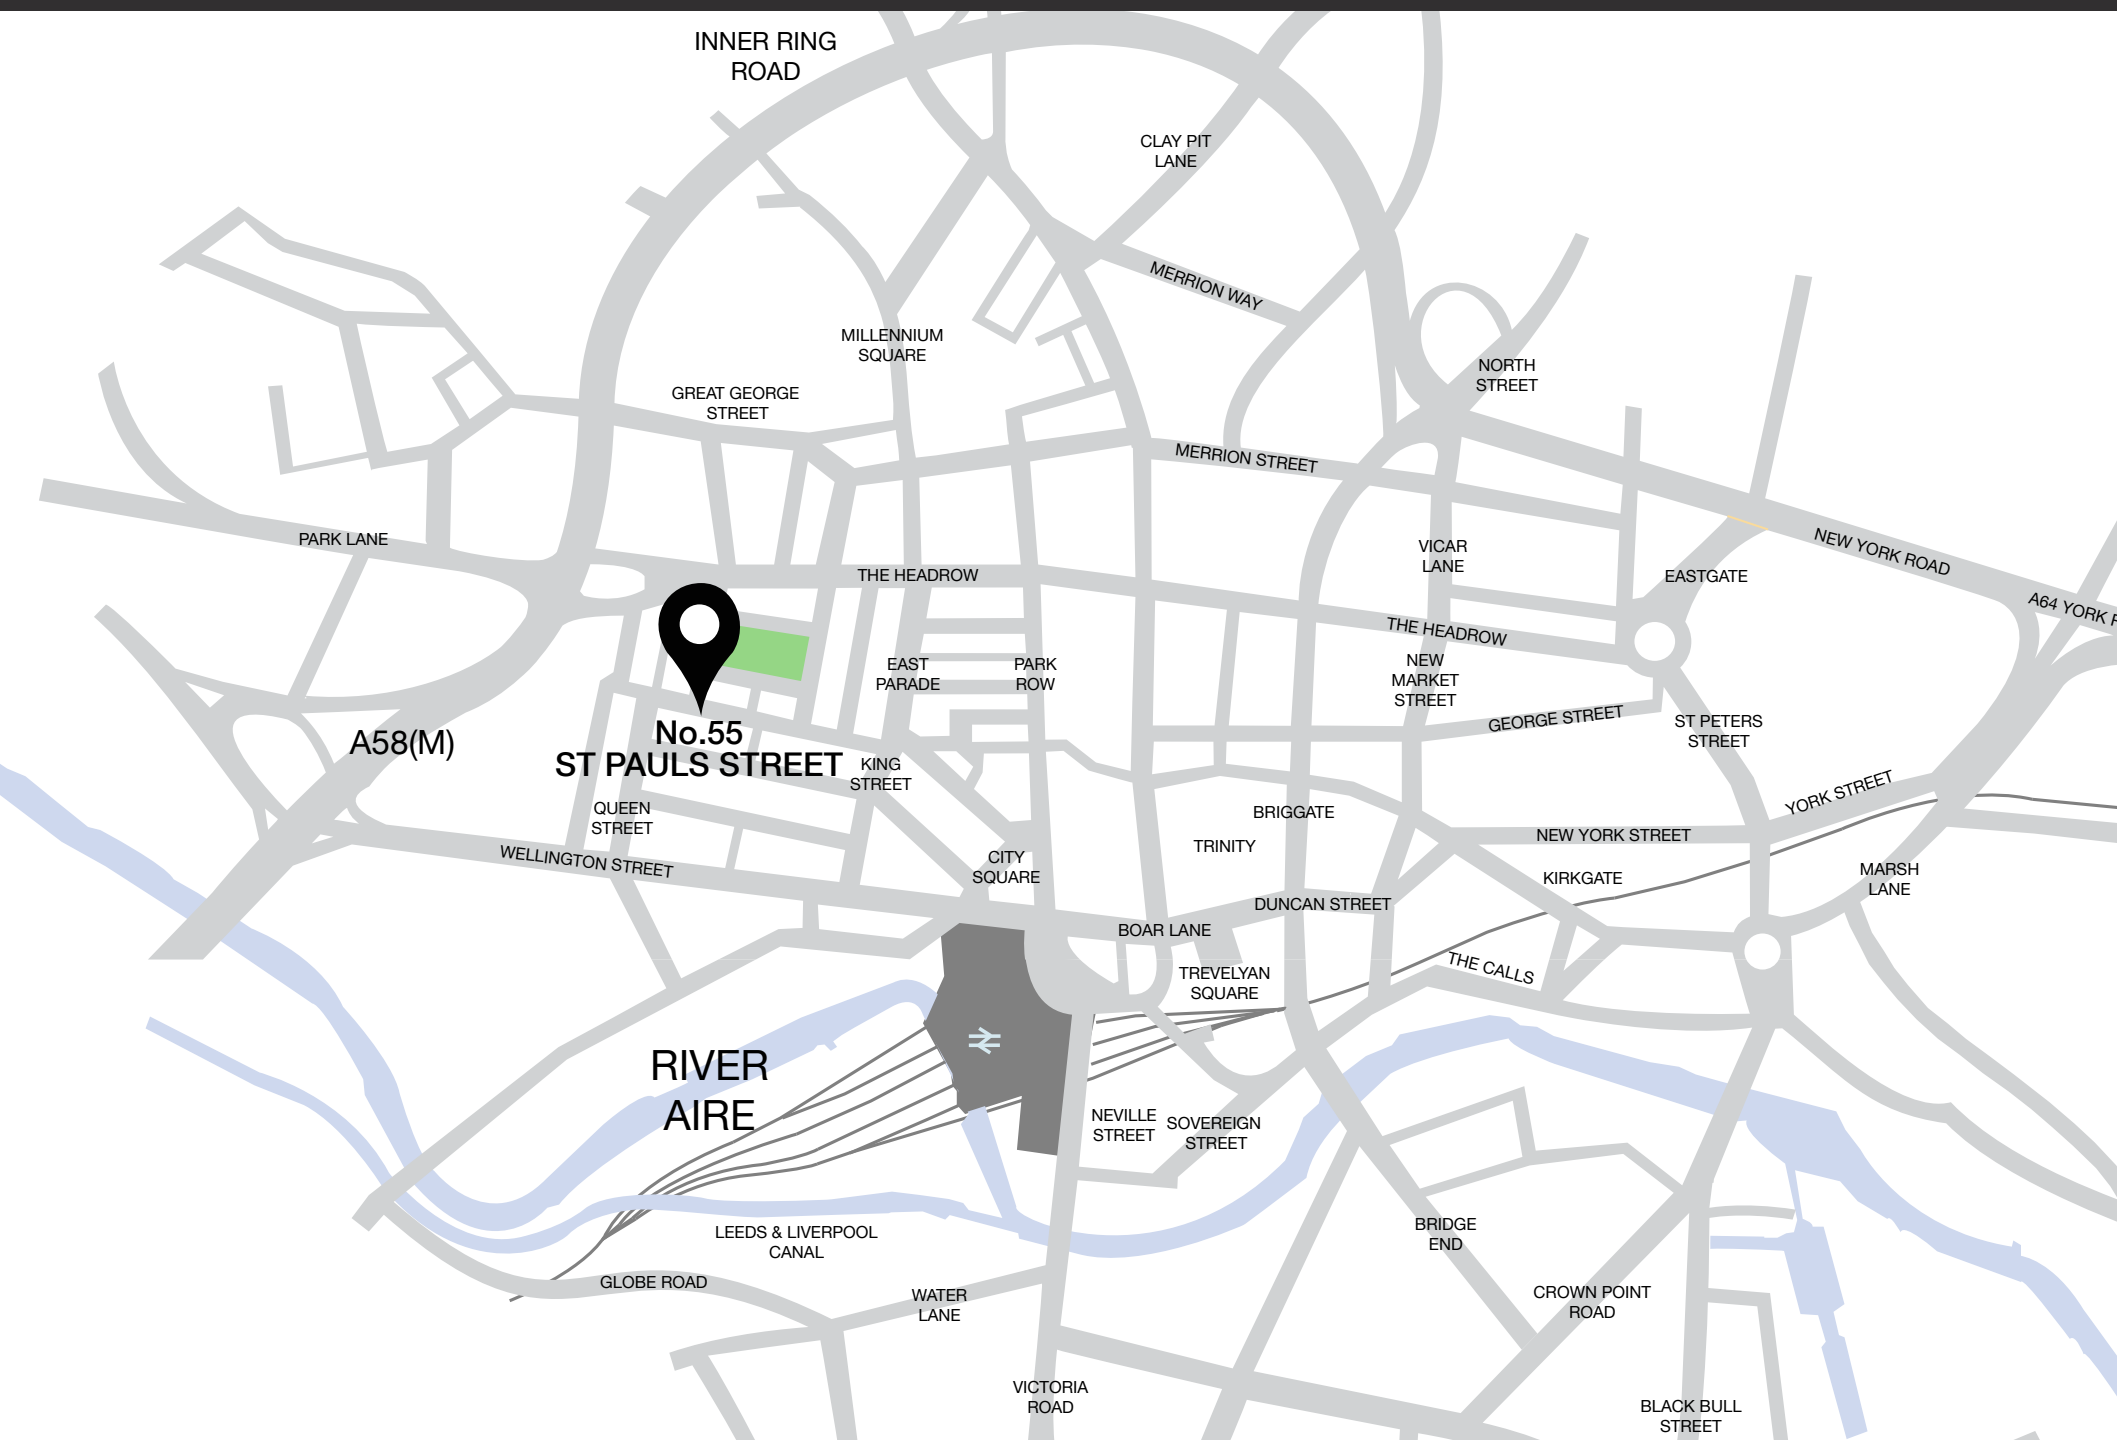 INNER RING
ROAD
CLAY PIT
LANE
MERRION WAY
MILLENNIUM
SQUARE
NORTH
STREET
GREAT GEORGE
STREET
MERRION STREET
PARK LANE
VICAR
LANE
NEW YORK ROAD
THE HEADROW
EASTGATE
A64 YORK R
THE HEADROW
EAST
PARADE
PARK
ROW
NEW
MARKET
STREET
GEORGE STREET
ST PETERS
STREET
A58(M)
No.55
ST PAULS STREET
KING
STREET
QUEEN
STREET
YORK STREET
BRIGGATE
NEW YORK STREET
TRINITY
WELLINGTON STREET
CITY
SQUARE
KIRKGATE
MARSH
LANE
DUNCAN STREET
BOAR LANE
THE CALLS
TREVELYAN
SQUARE
RIVER
AIRE
NEVILLE
STREET
SOVEREIGN
STREET
LEEDS & LIVERPOOL
CANAL
BRIDGE
END
GLOBE ROAD
WATER
LANE
CROWN POINT
ROAD
VICTORIA
ROAD
BLACK BULL
STREET